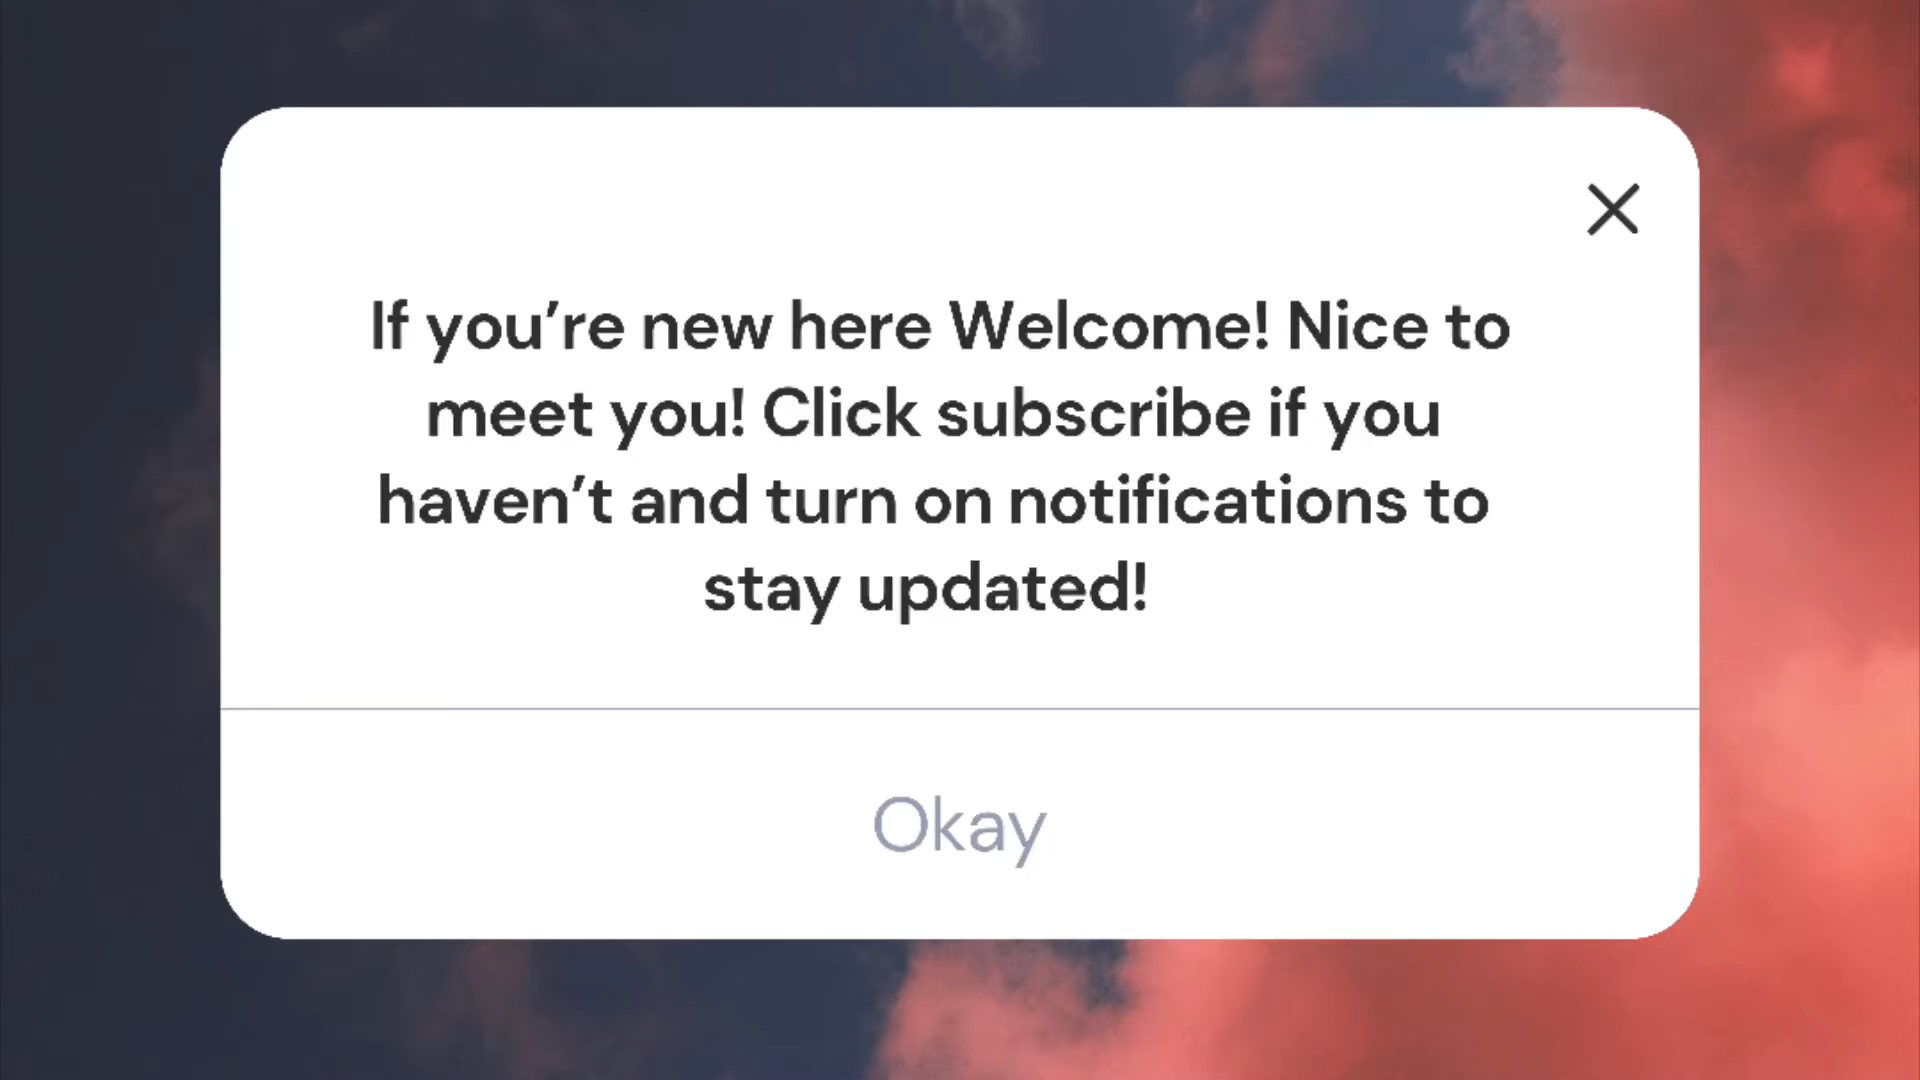 If you’re new here Welcome! Nice to
meet you! Click subscribe if you
haven’t and turn on notifications to
stay updated!
Okay